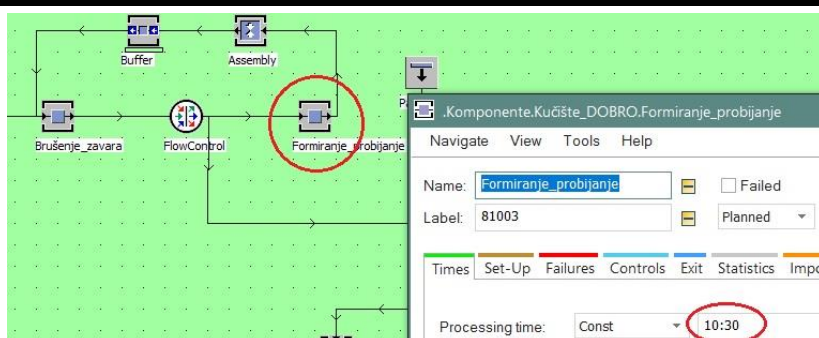 Buffer
Assembly
Brušenje_zavara
FlowControl
Formiranje_probijanje
.Komponente.Kučište_DOBRO.Formiranje_probijanje
Navigate View Tools Help
Name: Formiranje_probijanje
Failed
Label: 81003
Planned
Times Set-Up Failures Controls Exit Statistics
Processing time: Const 10:30